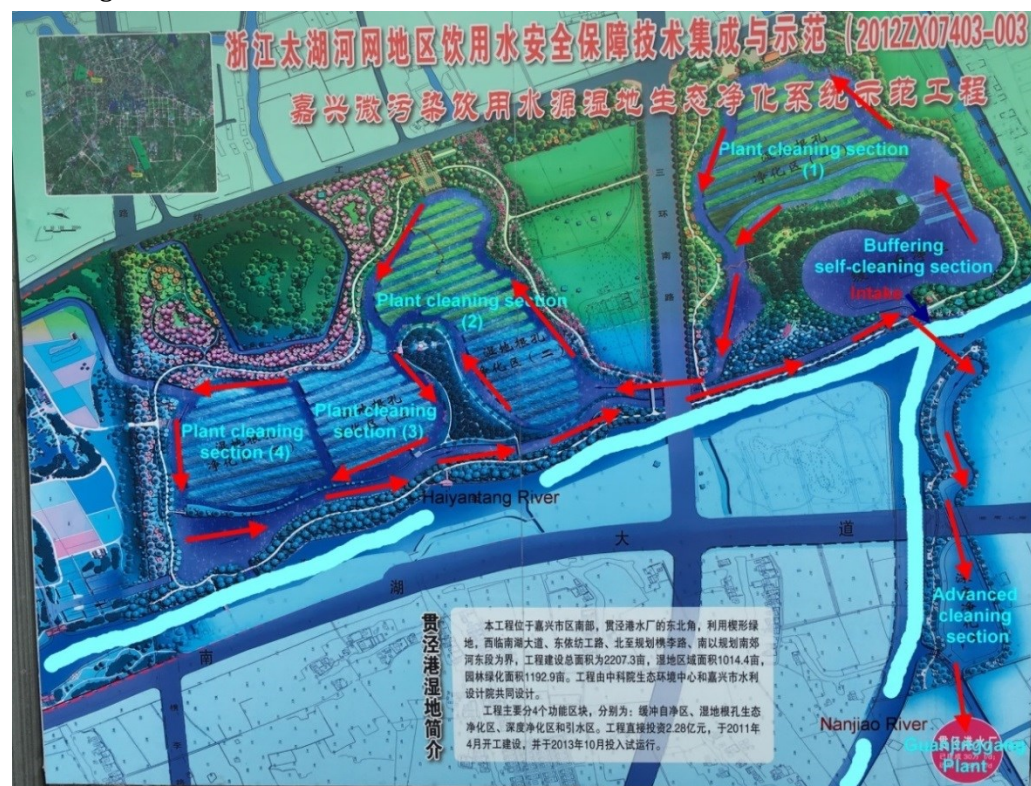 浙江太湖河网地区饮用水安全保障技术集成与示范（2012ZX07403-003
嘉兴微污染饮用水源湿地生态净化系统示范工程
Plant cleaning section
(1)
三
环
南
路
Buffering
self-cleaning section
Intake
Plant cleaning section
(2)
Plant cleaning
section (3)
Plant cleaning
section (4)
Haiyantang River
南
湖
大
道
Advanced
cleaning
section
Nanjiao River
贯泾港水厂
Guanjinggang
Plant
贯泾港湿地简介
本工程位于嘉兴市区南部，贯泾港水厂的东北角，利用楔形绿
地，西临南湖大道、东依纺工路、北至规划槜李路、南以规划南郊
河东段为界，工程建设总面积为2207.3亩，湿地区域面积1014.4亩，
园林绿化面积1192.9亩。工程由中科院生态环境中心和嘉兴市水利
设计院共同设计。
工程主要分4个功能区块，分别为：缓冲自净区、湿地根孔生态
净化区、深度净化区和引水区。工程直接投资2.28亿元，于2011年
4月开工建设，并于2013年10月投入试运行。